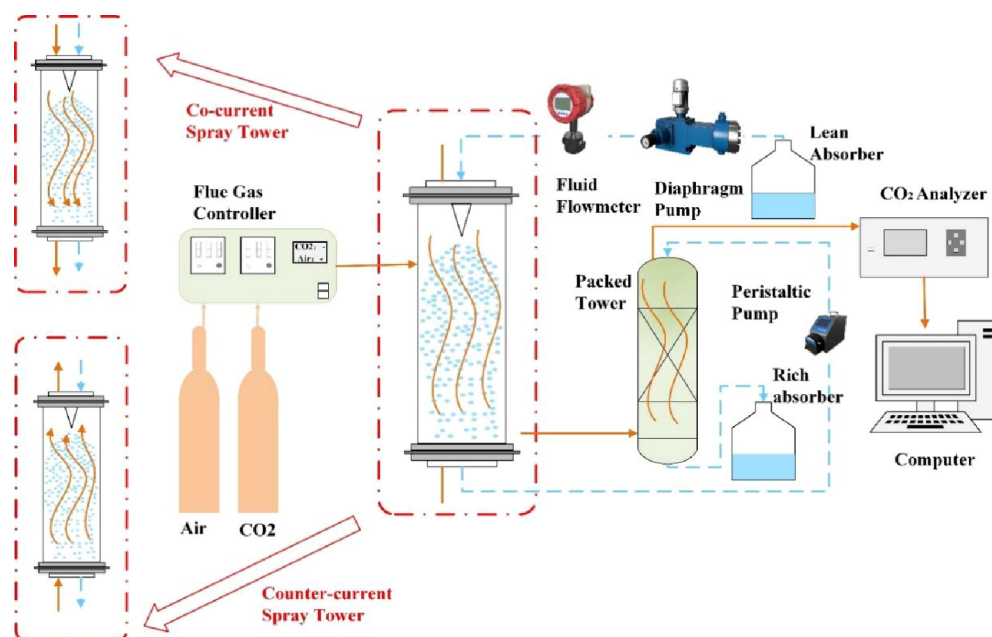 Co-current
Spray Tower
Flue Gas
Controller
CO2: -
Air: -
Air
CO2
Counter-current
Spray Tower
Fluid
Flowmeter
Diaphragm
Pump
Lean
Absorber
CO₂ Analyzer
Packed
Tower
Peristaltic
Pump
Rich
absorber
Computer